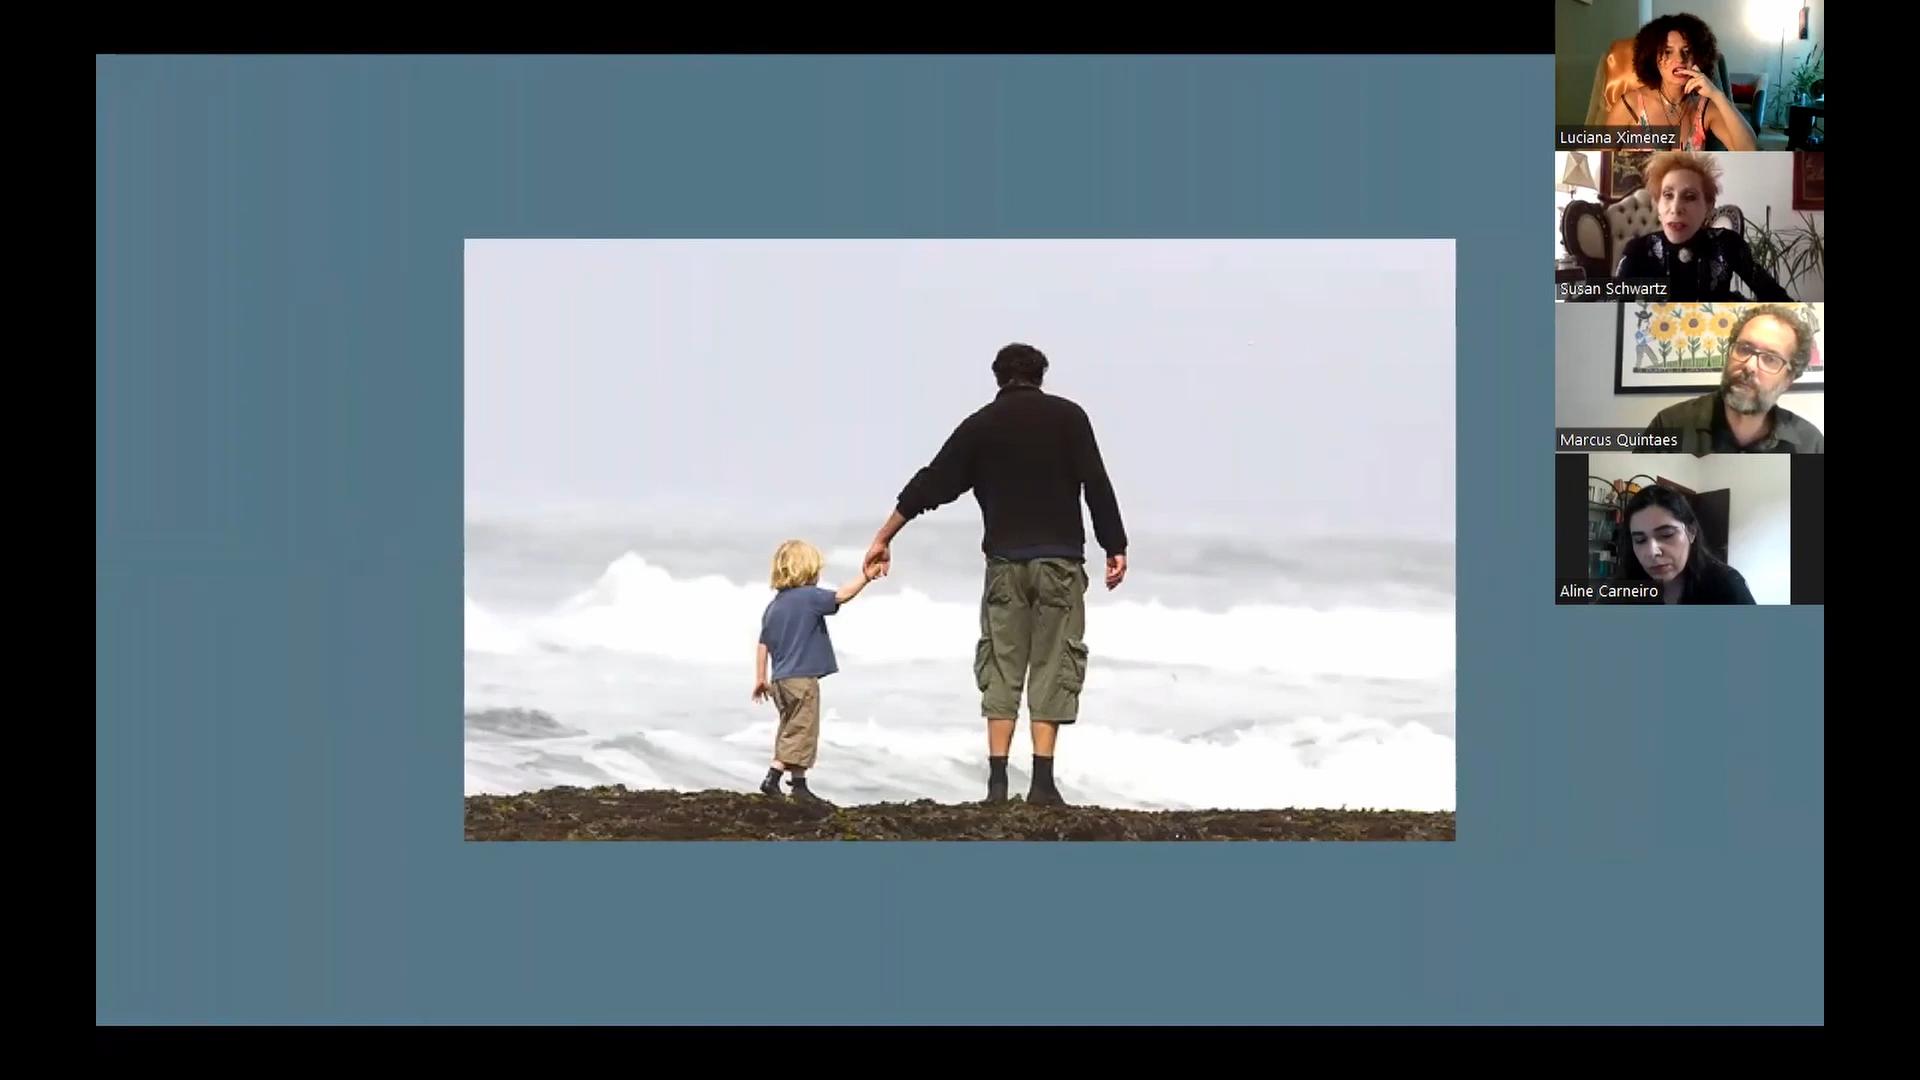 Luciana Ximenez
Susan Schwartz
Marcus Quintaes
Aline Carneiro